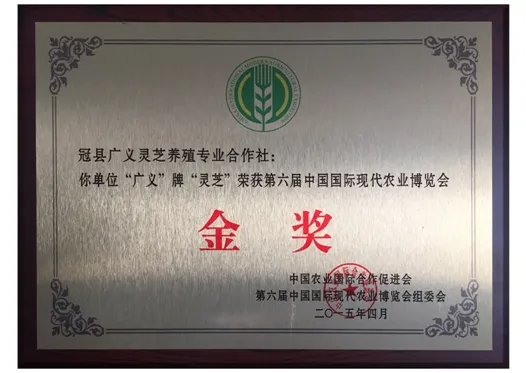 冠县广义灵芝养殖专业合作社：
你单位“广义”牌“灵芝”荣获第六届中国国际现代农业博览会
金奖
中国农业国际合作促进会
第六届中国国际现代农业博览会组委会
二〇一五年四月